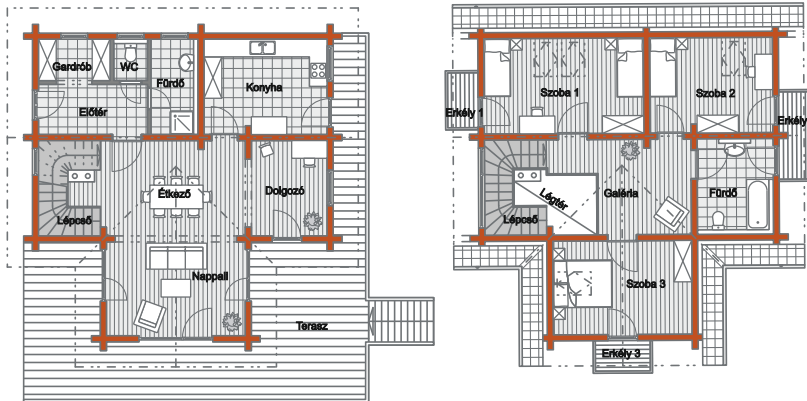 Gardrób
WC
Fürdő
Konyha
Előtér
Étkező
Dolgozó
Lépcső
Nappali
Terasz
Szoba 1
Szoba 2
Erkély 1
Erkély
Légtér
Galéria
Fürdő
Lépcső
Szoba 3
Erkély 3